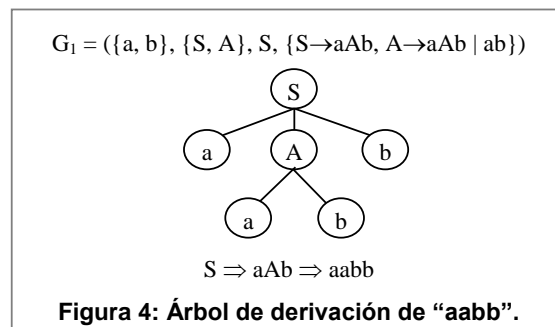 G₁ = ({a, b}, {S, A}, S, {S→aAb, A→aAb | ab})
S
a A b
a b
S ⇒ aAb ⇒ aabb
Figura 4: Árbol de derivación de “aabb”.